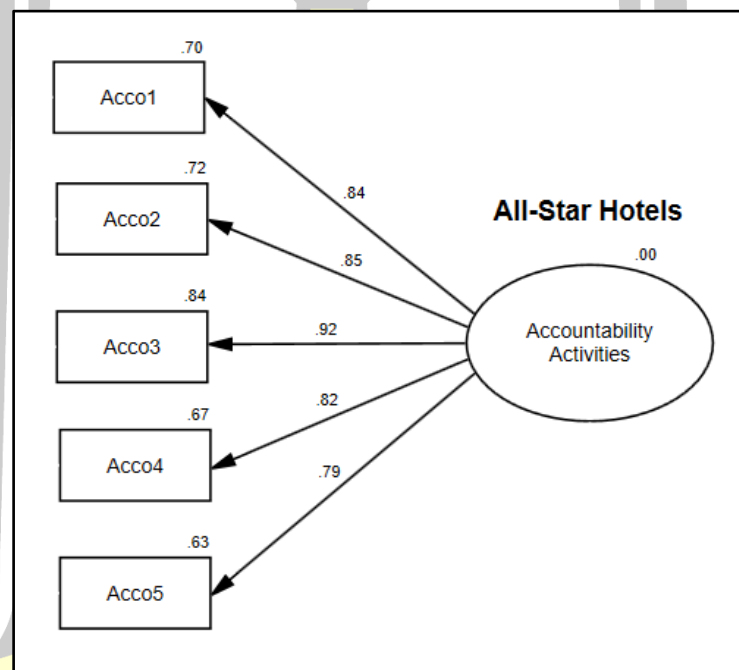 .70
Acco1
.84
.72
Acco2
All-Star Hotels
.85
.00
.84
Acco3
.92
Accountability
Activities
.67
.82
Acco4
.79
.63
Acco5